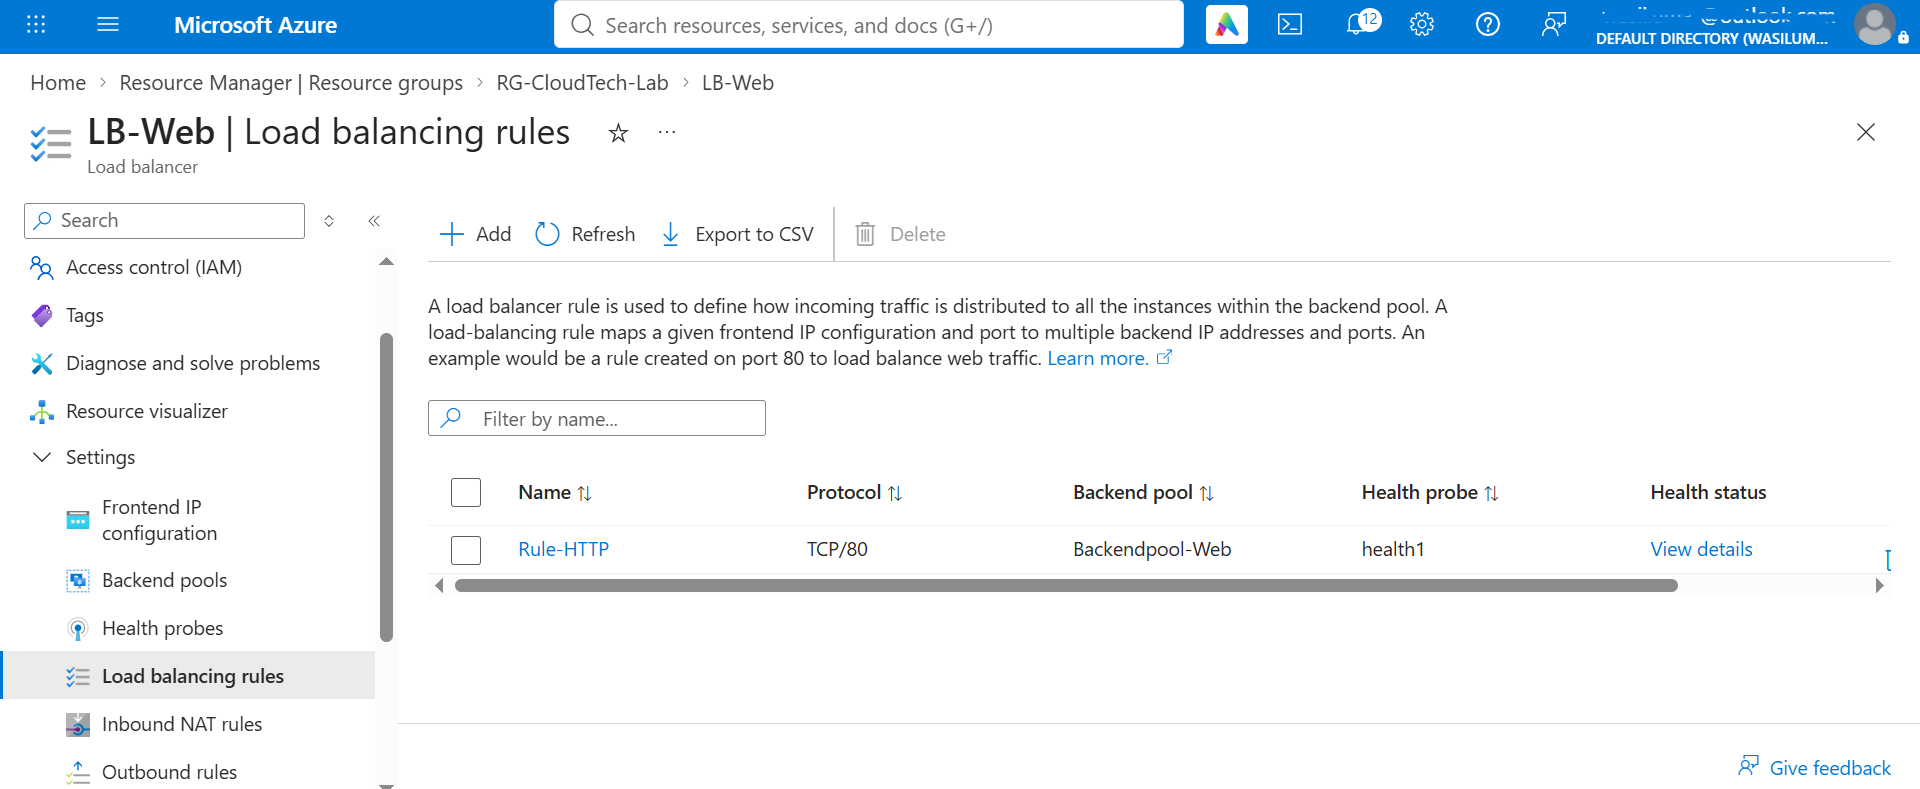 Microsoft Azure
Search resources, services, and docs (G+/)
12
DEFAULT DIRECTORY (WASILUM...
Home > Resource Manager | Resource groups > RG-CloudTech-Lab > LB-Web
LB-Web | Load balancing rules
Load balancer
Search
Access control (IAM)
Tags
Diagnose and solve problems
Resource visualizer
Settings
Frontend IP
configuration
Backend pools
Health probes
Load balancing rules
Inbound NAT rules
Outbound rules
Add Refresh Export to CSV Delete
A load balancer rule is used to define how incoming traffic is distributed to all the instances within the backend pool. A
load-balancing rule maps a given frontend IP configuration and port to multiple backend IP addresses and ports. An
example would be a rule created on port 80 to load balance web traffic. Learn more.
Filter by name...
Name Protocol Backend pool Health probe Health status
Rule-HTTP TCP/80 Backendpool-Web health1 View details
Give feedback